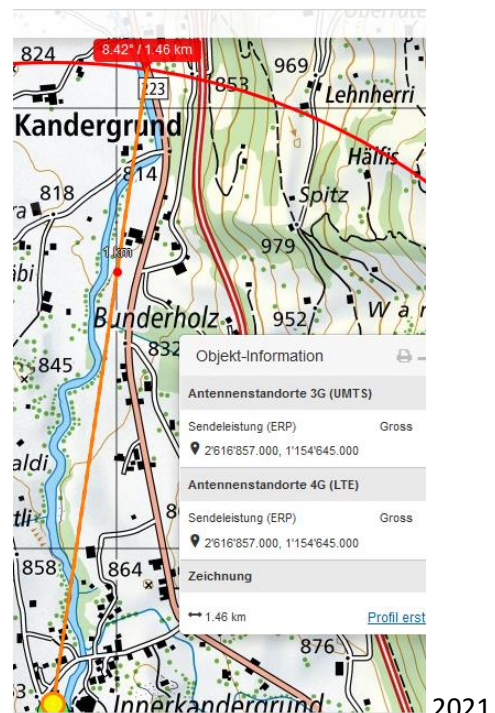 824
8.42° / 1.46 km
969
853
Lehnherri
223
Kandergrund
Hälfis
814
818
Spitz
979
1 km
Bunderholz
952
832
845
Objekt-Information
Antennenstandorte 3G (UMTS)
Sendeleistung (ERP) Gross
2'616'857.000, 1'154'645.000
Antennenstandorte 4G (LTE)
Sendeleistung (ERP) Gross
2'616'857.000, 1'154'645.000
Zeichnung
1.46 km Profil erst
858
864
876
Innerkandergrund
2021